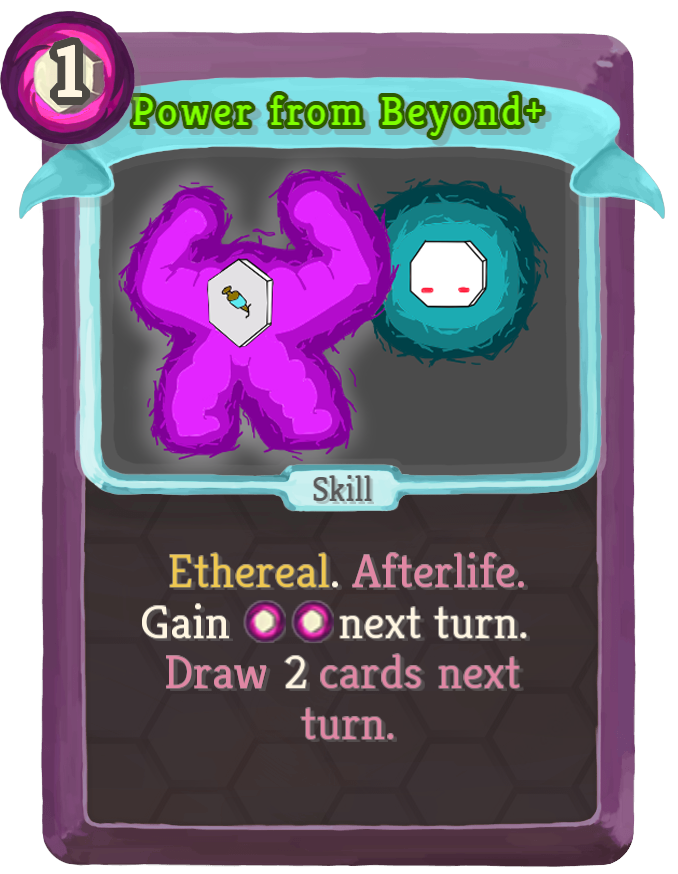 1
Power from Beyond+
Skill
Ethereal. Afterlife.
Gain next turn.
Draw 2 cards next
turn.